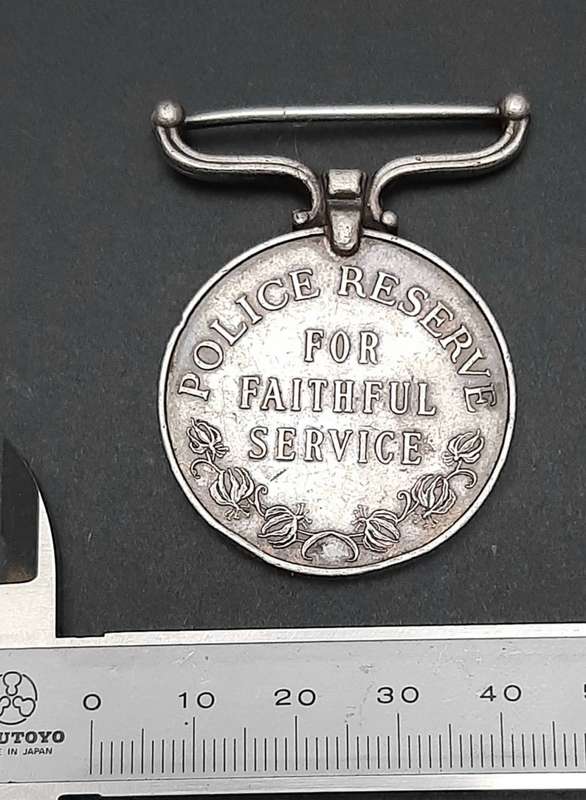 POLICE RESERVE
FOR
FAITHFUL
SERVICE
0 10 20 30 40
UTOYO
E IN JAPAN